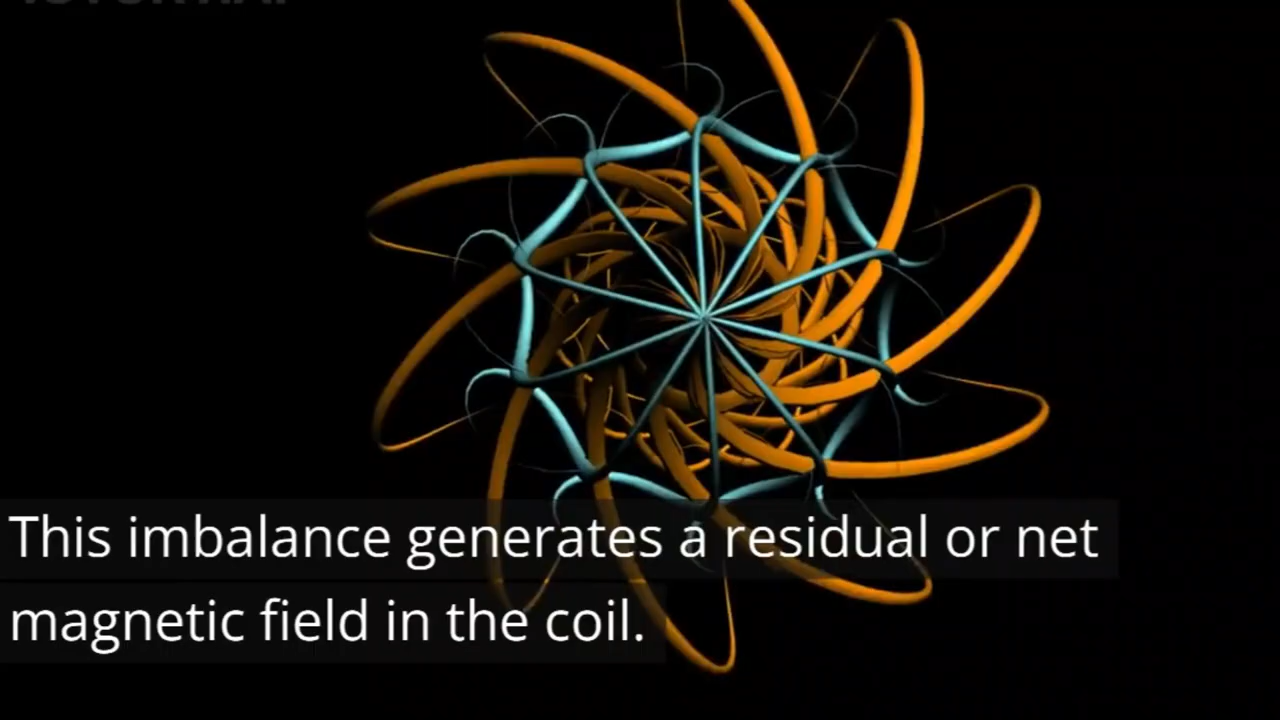 This imbalance generates a residual or net
magnetic field in the coil.